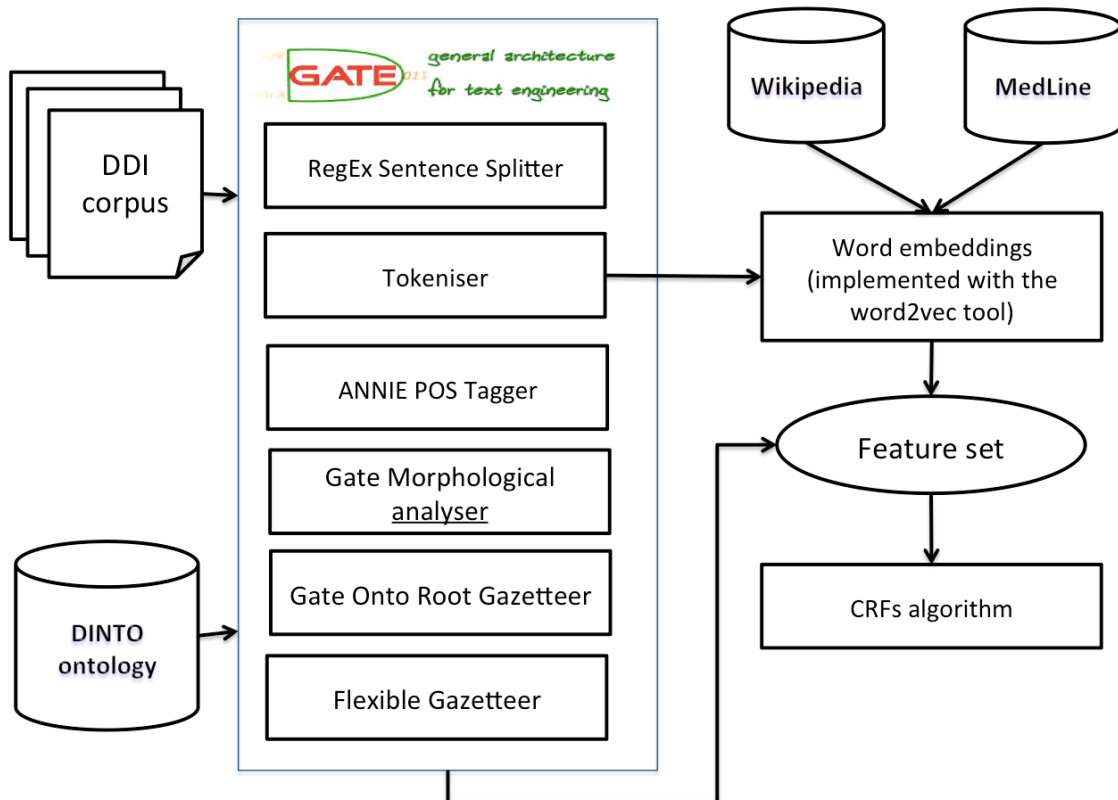 DDI
corpus
DINTO
ontology
GATE
general architecture
for text engineering
RegEx Sentence Splitter
Tokeniser
ANNIE POS Tagger
Gate Morphological
analyser
Gate Onto Root Gazetteer
Flexible Gazetteer
Wikipedia
MedLine
Word embeddings
(implemented with the
word2vec tool)
Feature set
CRFs algorithm